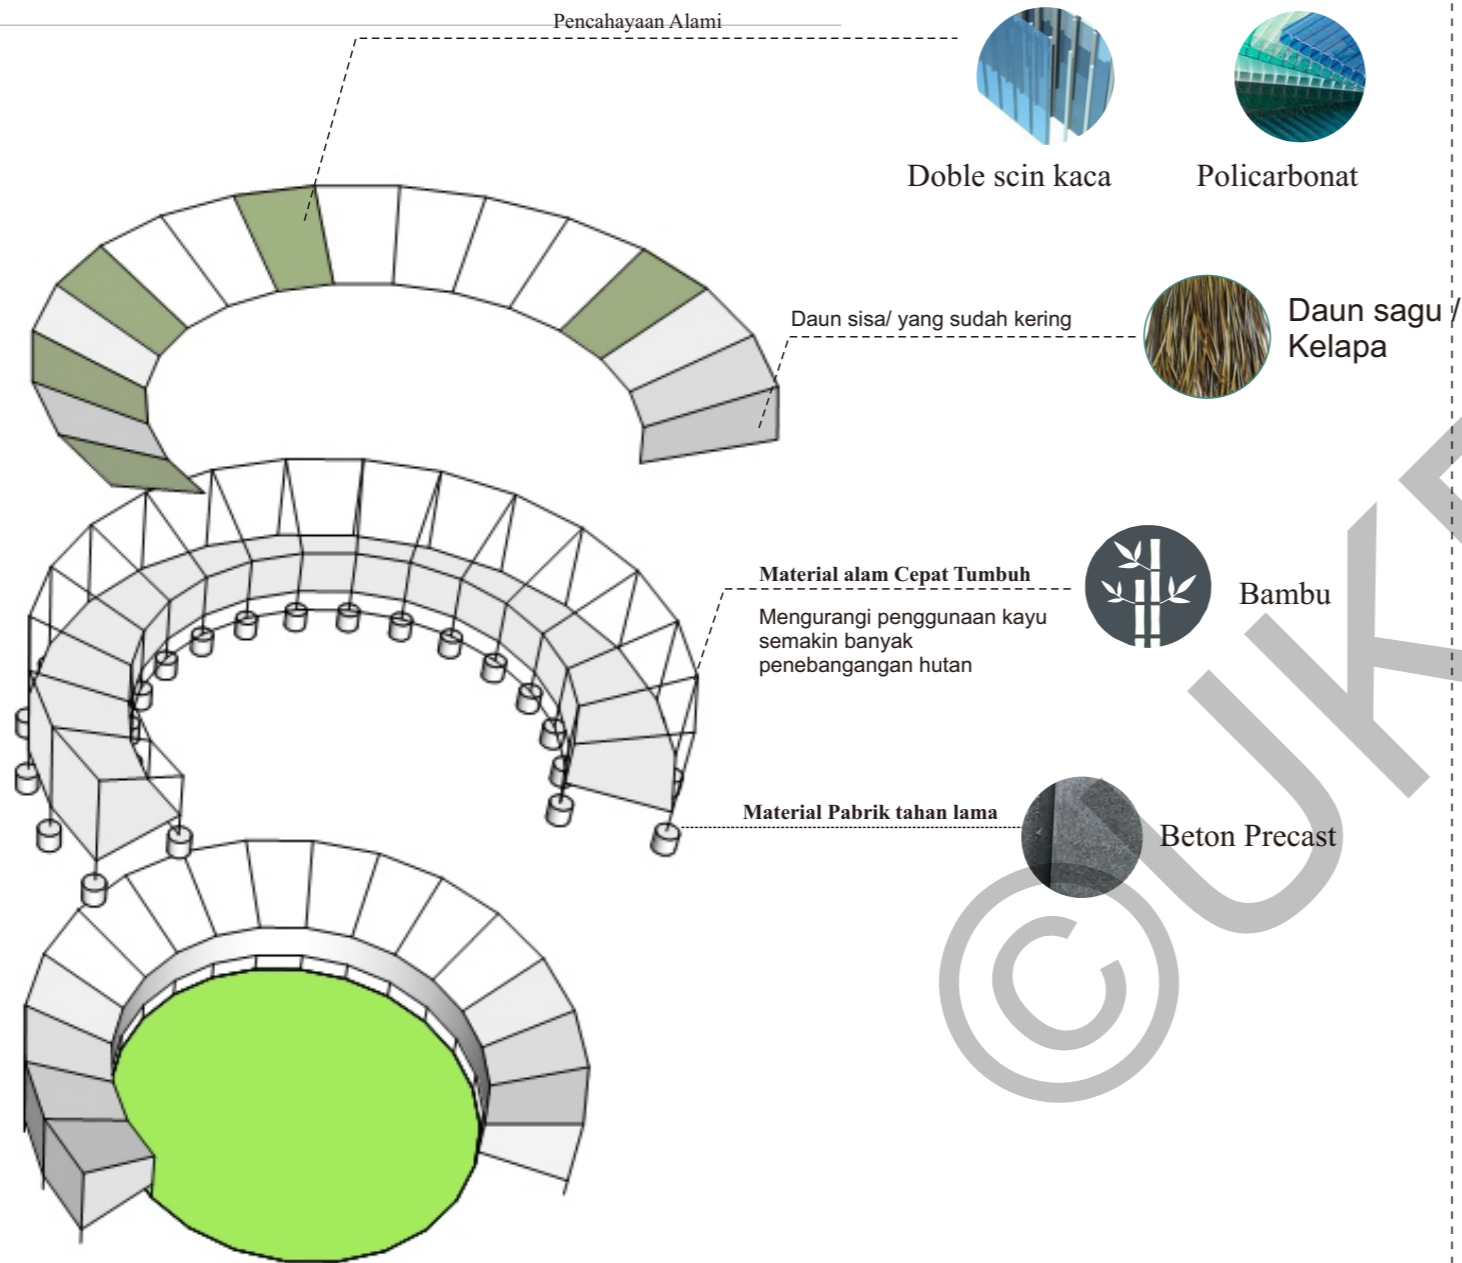 Pencahayaan Alami
Doble scin kaca
Policarbonat
Daun sisa/ yang sudah kering
Daun sagu /
Kelapa
Material alam Cepat Tumbuh
Mengurangi penggunaan kayu
semakin banyak
penebangangan hutan
Bambu
Material Pabrik tahan lama
Beton Precast